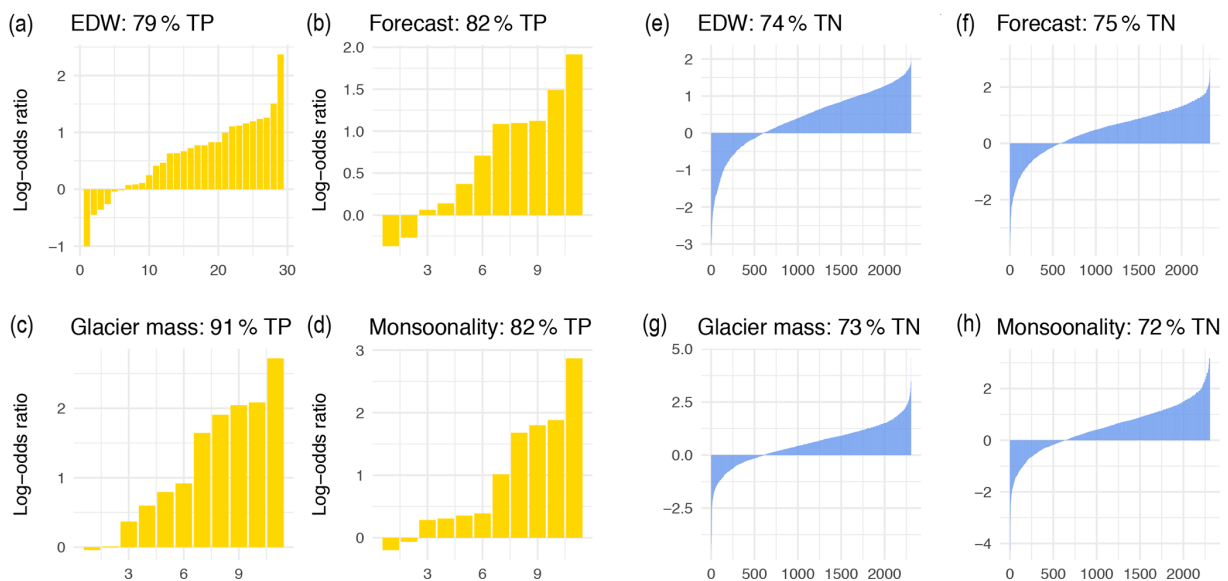 (a) EDW: 79 % TP
Log−odds ratio
2
1
0
−1
0 10 20 30
(b) Forecast: 82 % TP
Log−odds ratio
2.0
1.5
1.0
0.5
0.0
3 6 9
(e) EDW: 74 % TN
2
1
0
−1
−2
−3
0 500 1000 1500 2000
(f) Forecast: 75 % TN
2
0
−2
0 500 1000 1500 2000
(c) Glacier mass: 91 % TP
Log−odds ratio
2
1
0
3 6 9
(d) Monsoonality: 82 % TP
Log−odds ratio
3
2
1
0
3 6 9
(g) Glacier mass: 73 % TN
5.0
2.5
0.0
−2.5
0 500 1000 1500 2000
(h) Monsoonality: 72 % TN
2
0
−2
−4
0 500 1000 1500 2000